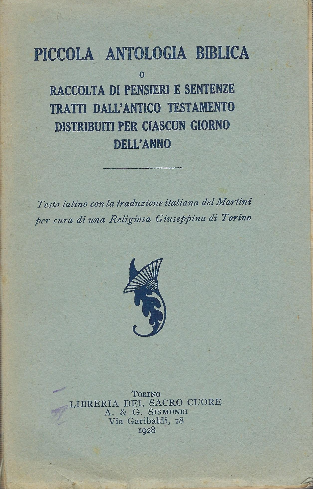 PICCOLA ANTOLOGIA BIBLICA
O
RACCOLTA DI PENSIERI E SENTENZE
TRATTI DALL'ANTICO TESTAMENTO
DISTRIBUITI PER CIASCUN GIORNO
DELL'ANNO
Testo latino con la traduzione italiana del Martini
per cura di una Religiosa Giuseppina di Torino
TORINO
LIBRERIA DEL SACRO CUORE
A. & G. SISMONDI
Via Garibaldi, 18
1928